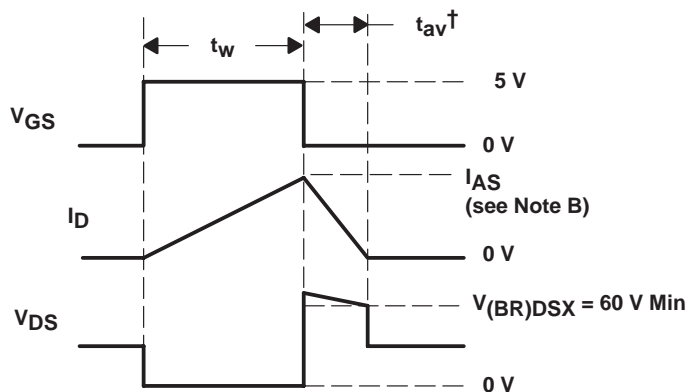 tw
tav†
5 V
VGS
0 V
IAS
(see Note B)
ID
0 V
V(BR)DSX = 60 V Min
VDS
0 V